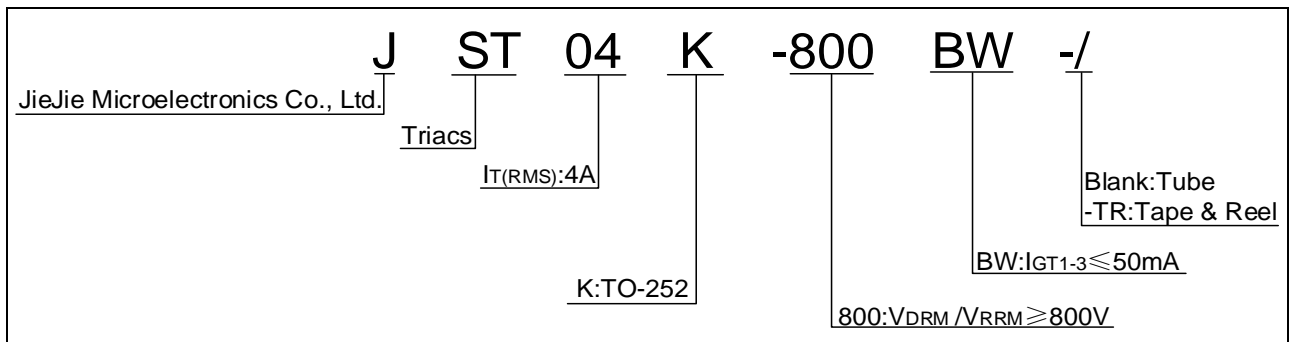 J ST 04 K -800 BW -/
JieJie Microelectronics Co., Ltd.
Triacs
IT(RMS):4A
Blank:Tube
-TR:Tape & Reel
BW:IGT1-3≤50mA
K:TO-252
800:VDRM /VRRM≥800V